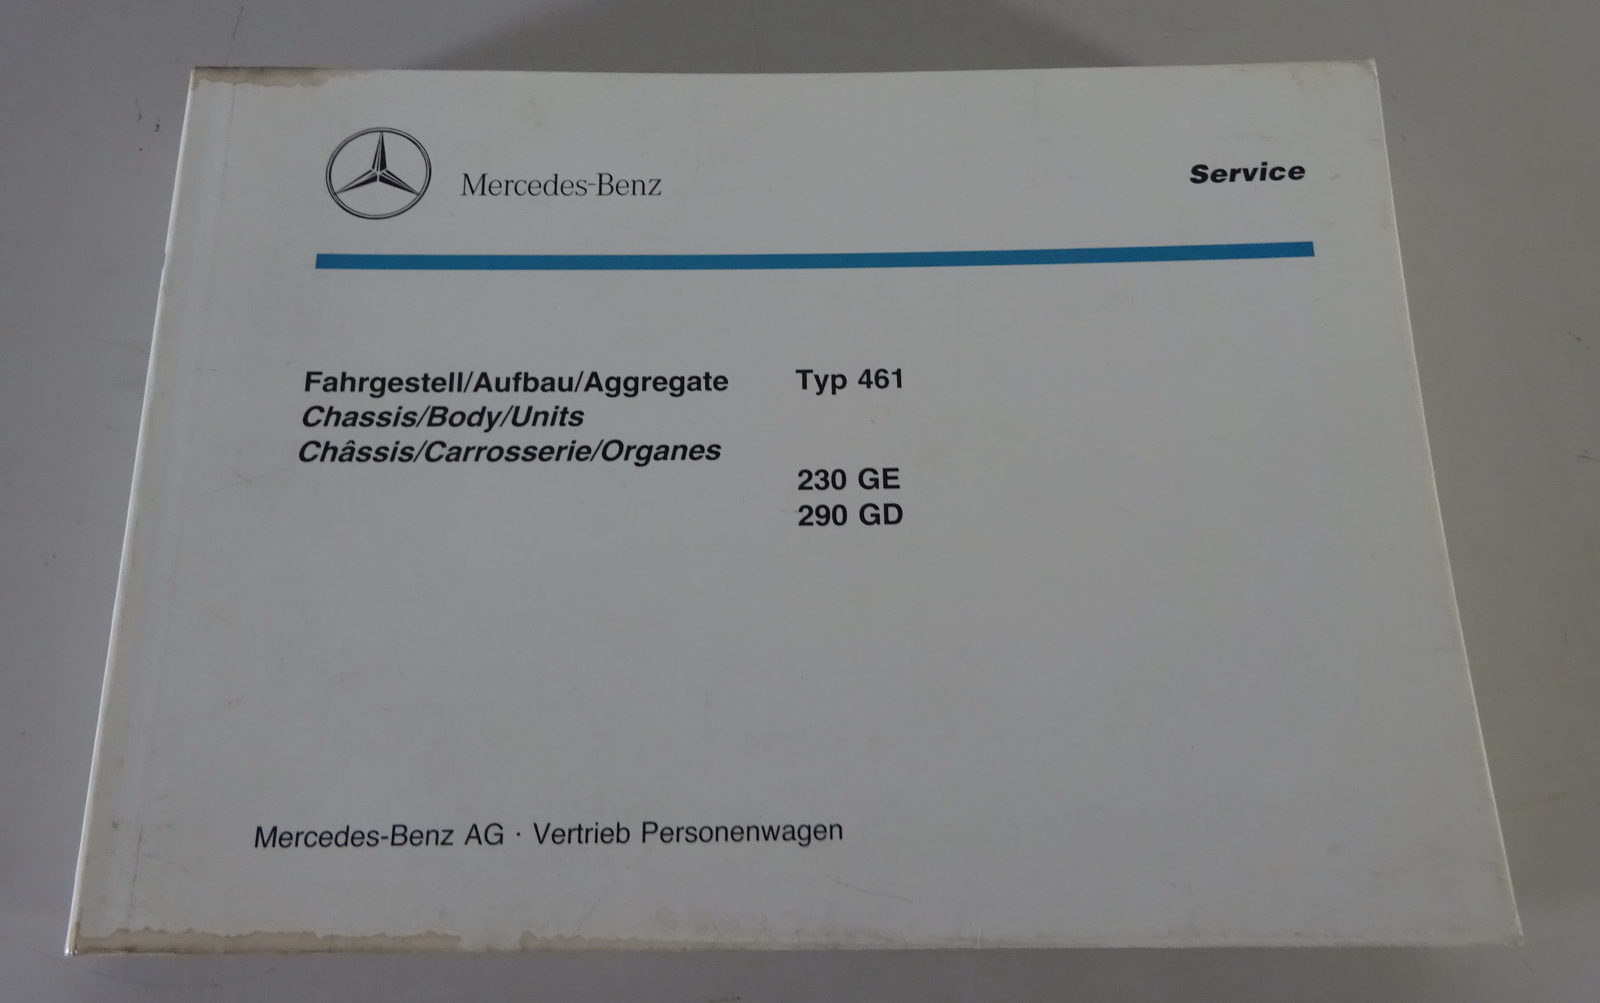 Mercedes-Benz
Service
Fahrgestell/Aufbau/Aggregate
Chassis/Body/Units
Châssis/Carrosserie/Organes
Typ 461
230 GE
290 GD
Mercedes-Benz AG · Vertrieb Personenwagen